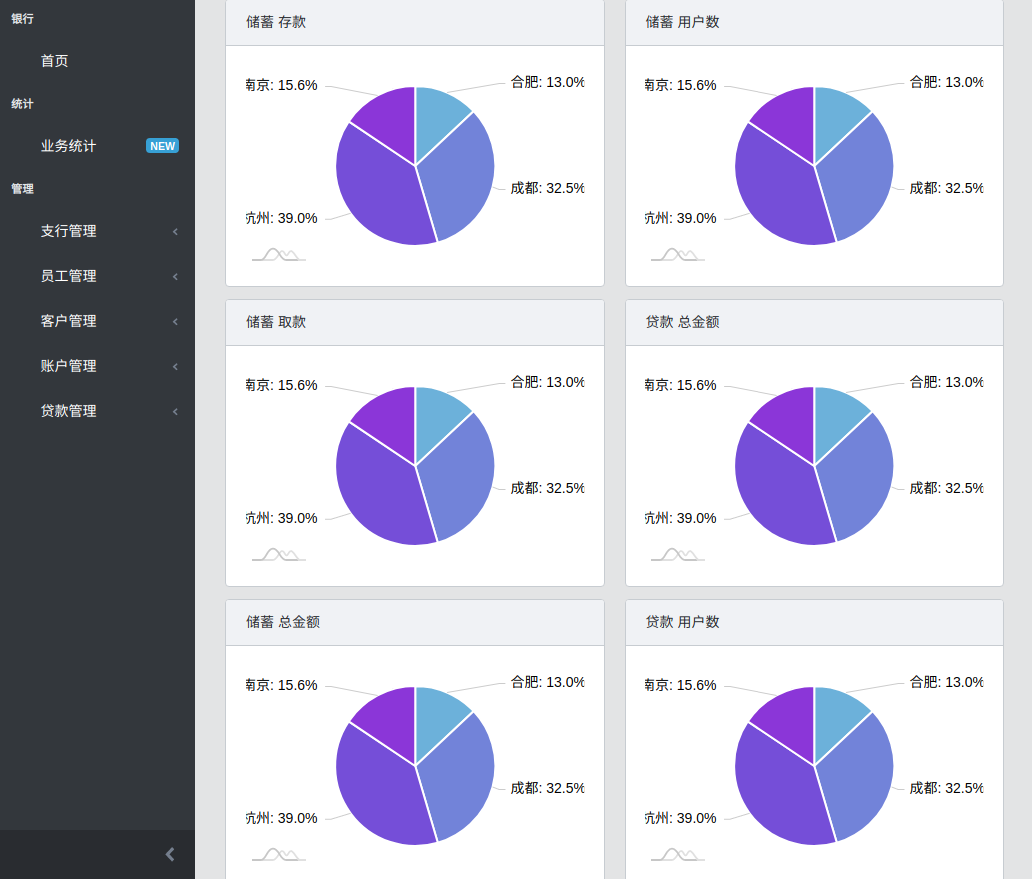 银行
首页
统计
业务统计 NEW
管理
支行管理
员工管理
客户管理
账户管理
贷款管理
储蓄 存款
南京: 15.6%
合肥: 13.0%
成都: 32.5%
杭州: 39.0%
储蓄 用户数
南京: 15.6%
合肥: 13.0%
成都: 32.5%
杭州: 39.0%
储蓄 取款
南京: 15.6%
合肥: 13.0%
成都: 32.5%
杭州: 39.0%
贷款 总金额
南京: 15.6%
合肥: 13.0%
成都: 32.5%
杭州: 39.0%
储蓄 总金额
南京: 15.6%
合肥: 13.0%
成都: 32.5%
杭州: 39.0%
贷款 用户数
南京: 15.6%
合肥: 13.0%
成都: 32.5%
杭州: 39.0%